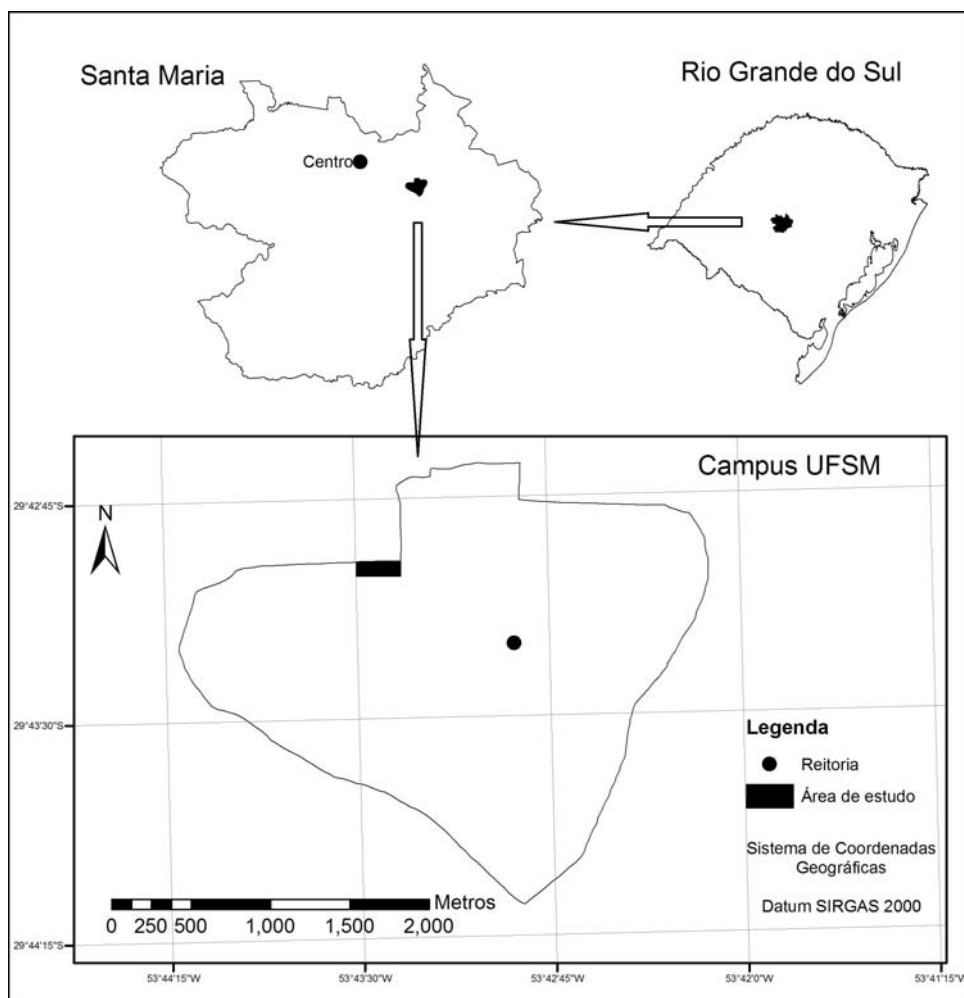 Santa Maria
Rio Grande do Sul
Centro
Campus UFSM
N
29°42'45"S
29°43'30"S
29°44'15"S
Legenda
Reitoria
Área de estudo
Sistema de Coordenadas
Geográficas
Datum SIRGAS 2000
Metros
0 250 500 1,000 1,500 2,000
53°44'15"W 53°43'30"W 53°42'45"W 53°42'0"W 53°41'15"W